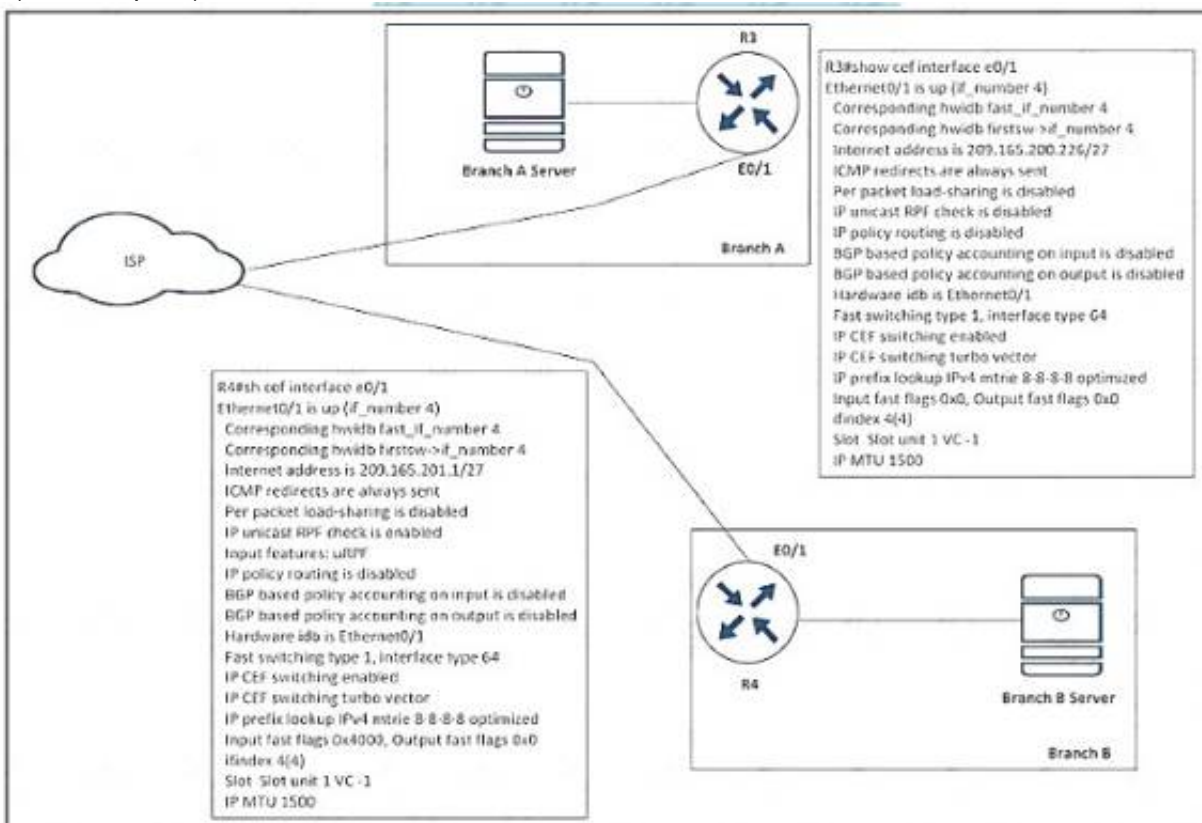 R3
R3#show cef interface e0/1
Ethernet0/1 is up (if_number 4)
Corresponding hwidb fast_if_number 4
Corresponding hwidb firstsw->if_number 4
Internet address is 209.165.200.226/27
ICMP redirects are always sent
Per packet load-sharing is disabled
IP unicast RPF check is disabled
IP policy routing is disabled
BGP based policy accounting on input is disabled
BGP based policy accounting on output is disabled
Hardware idb is Ethernet0/1
Fast switching type 1, interface type 64
IP CEF switching enabled
IP CEF switching turbo vector
IP prefix lookup IPv4 mtrie 8-8-8-8 optimized
Input fast flags 0x0, Output fast flags 0x0
ifindex 4(4)
Slot Slot unit 1 VC -1
IP MTU 1500
Branch A Server
E0/1
Branch A
ISP
R4#sh cef interface e0/1
Ethernet0/1 is up (if_number 4)
Corresponding hwidb fast_if_number 4
Corresponding hwidb firstsw->if_number 4
Internet address is 209.165.201.1/27
ICMP redirects are always sent
Per packet load-sharing is disabled
IP unicast RPF check is enabled
Input features: uRPF
IP policy routing is disabled
BGP based policy accounting on input is disabled
BGP based policy accounting on output is disabled
Hardware idb is Ethernet0/1
Fast switching type 1, interface type 64
IP CEF switching enabled
IP CEF switching turbo vector
IP prefix lookup IPv4 mtrie 8-8-8-8 optimized
Input fast flags 0x4000, Output fast flags 0x0
ifindex 4(4)
Slot Slot unit 1 VC -1
IP MTU 1500
E0/1
R4
Branch B Server
Branch B